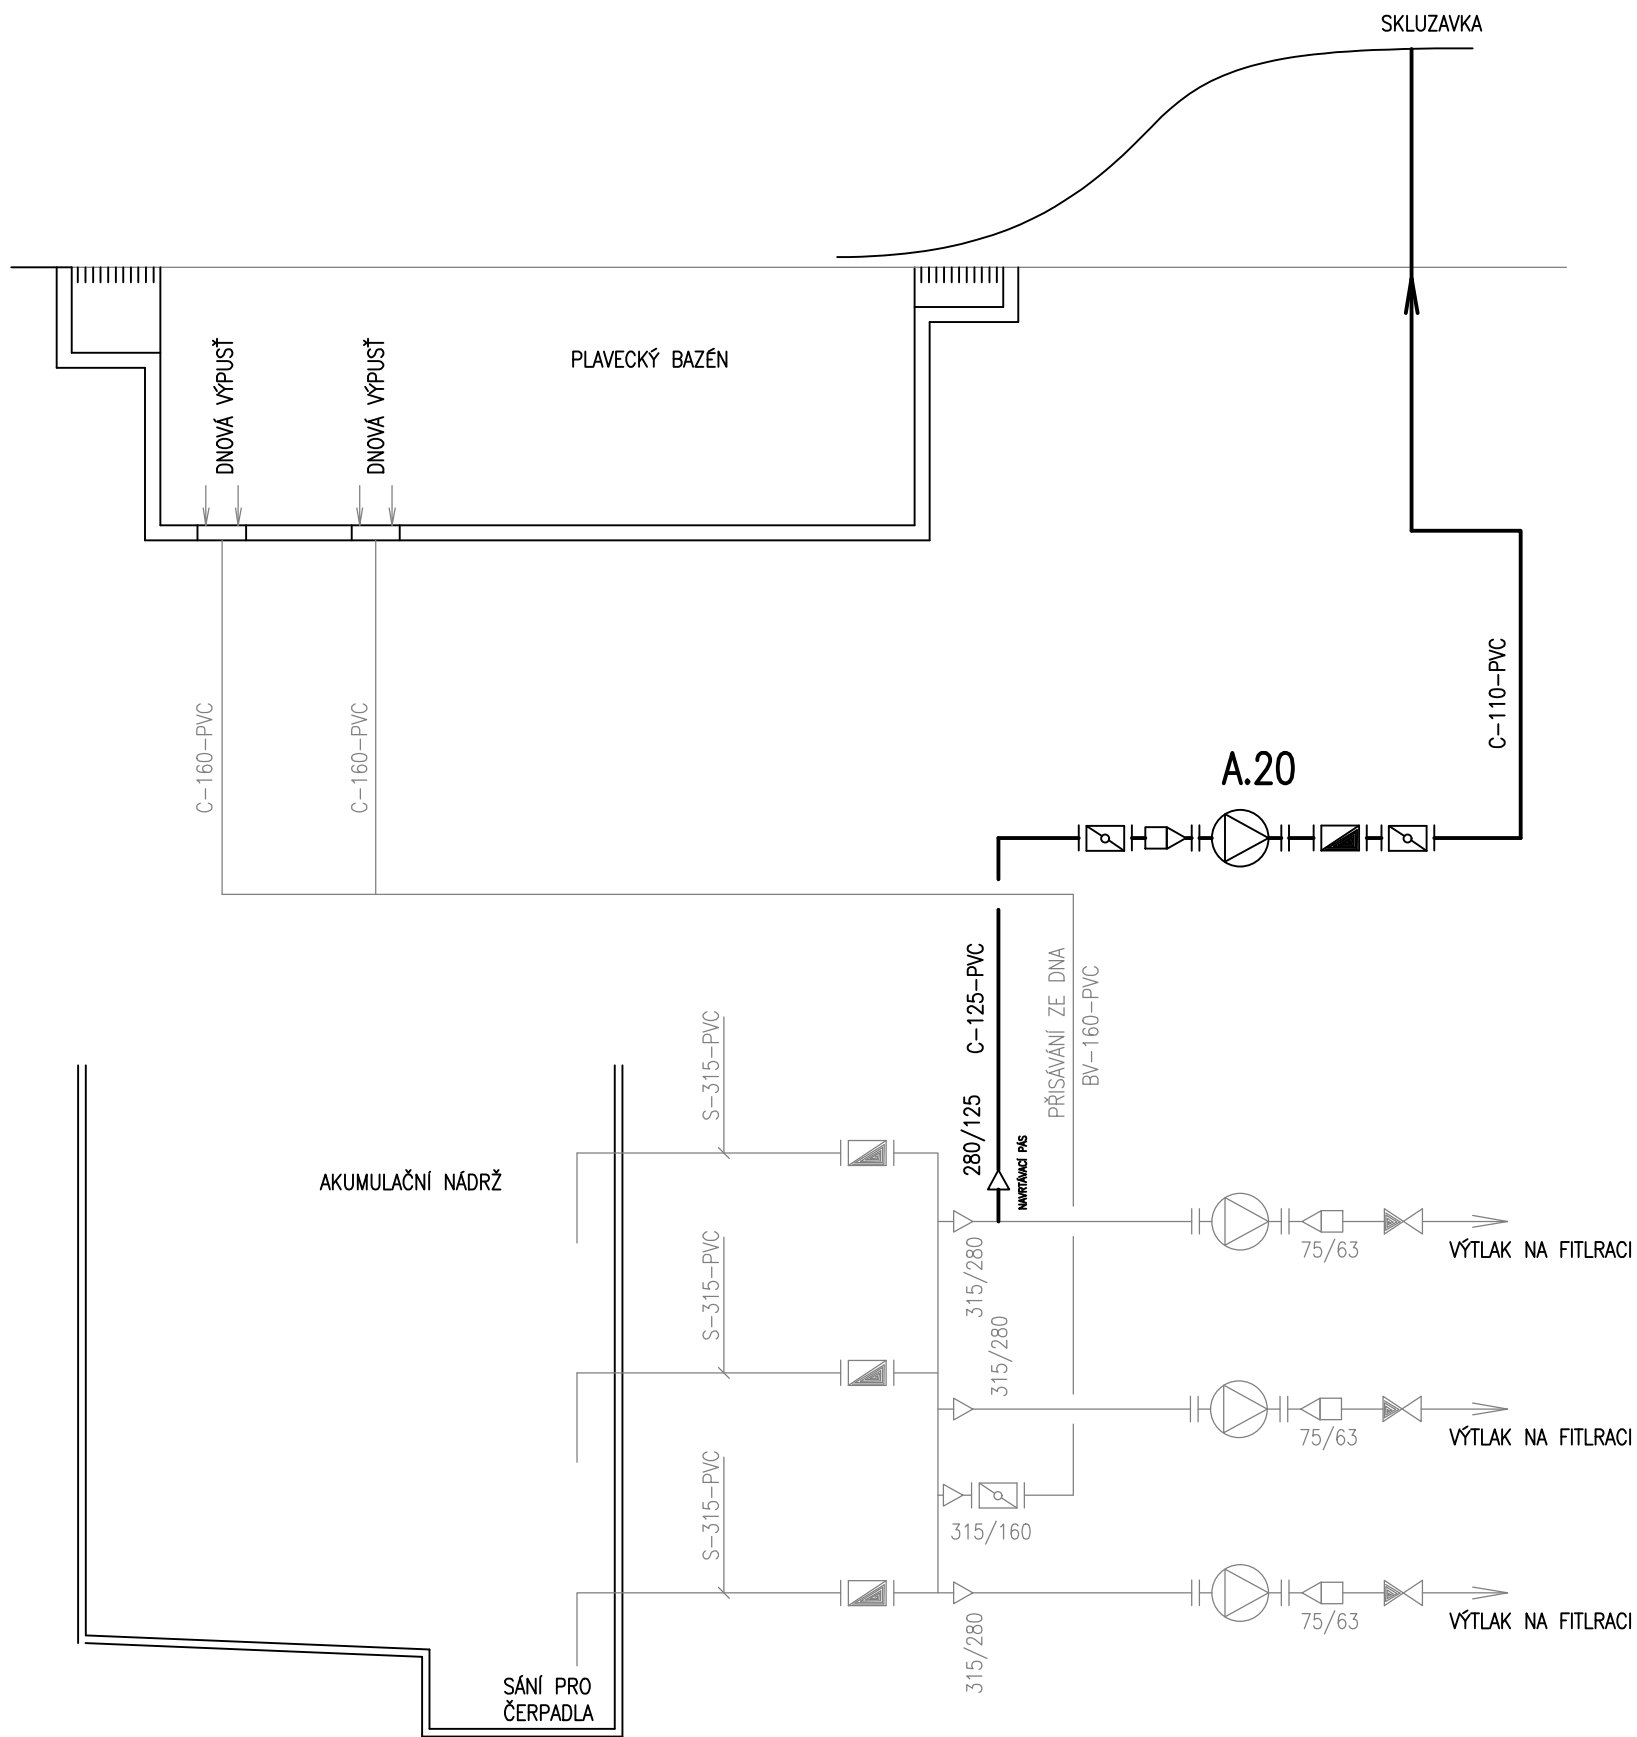 SKLUZAVKA
DNOVÁ VÝPUSŤ
DNOVÁ VÝPUSŤ
PLAVECKÝ BAZÉN
C-110-PVC
C-160-PVC
C-160-PVC
A.20
C-125-PVC
280/125
PŘISÁVÁNÍ ZE DNA
BV-160-PVC
NAVRTÁVACÍ PÁS
S-315-PVC
AKUMULAČNÍ NÁDRŽ
315/280
75/63
VÝTLAK NA FITLRACI
S-315-PVC
315/280
75/63
VÝTLAK NA FITLRACI
S-315-PVC
315/160
315/280
75/63
VÝTLAK NA FITLRACI
SÁNÍ PRO
ČERPADLA